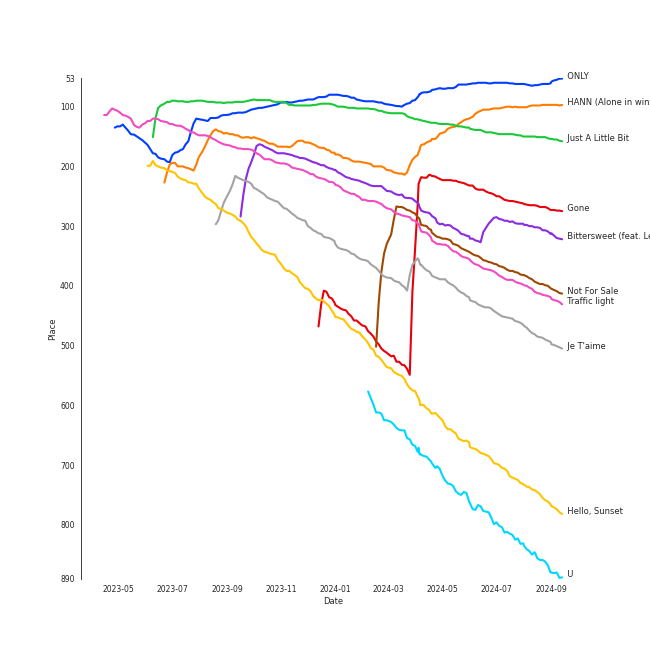 53
100
200
300
400
500
600
700
800
890
Place
2023-05
2023-07
2023-09
2023-11
2024-01
2024-03
2024-05
2024-07
2024-09
Date
ONLY
HANN (Alone in win
Just A Little Bit
Gone
Bittersweet (feat. Le
Not For Sale
Traffic light
Je T'aime
Hello, Sunset
U